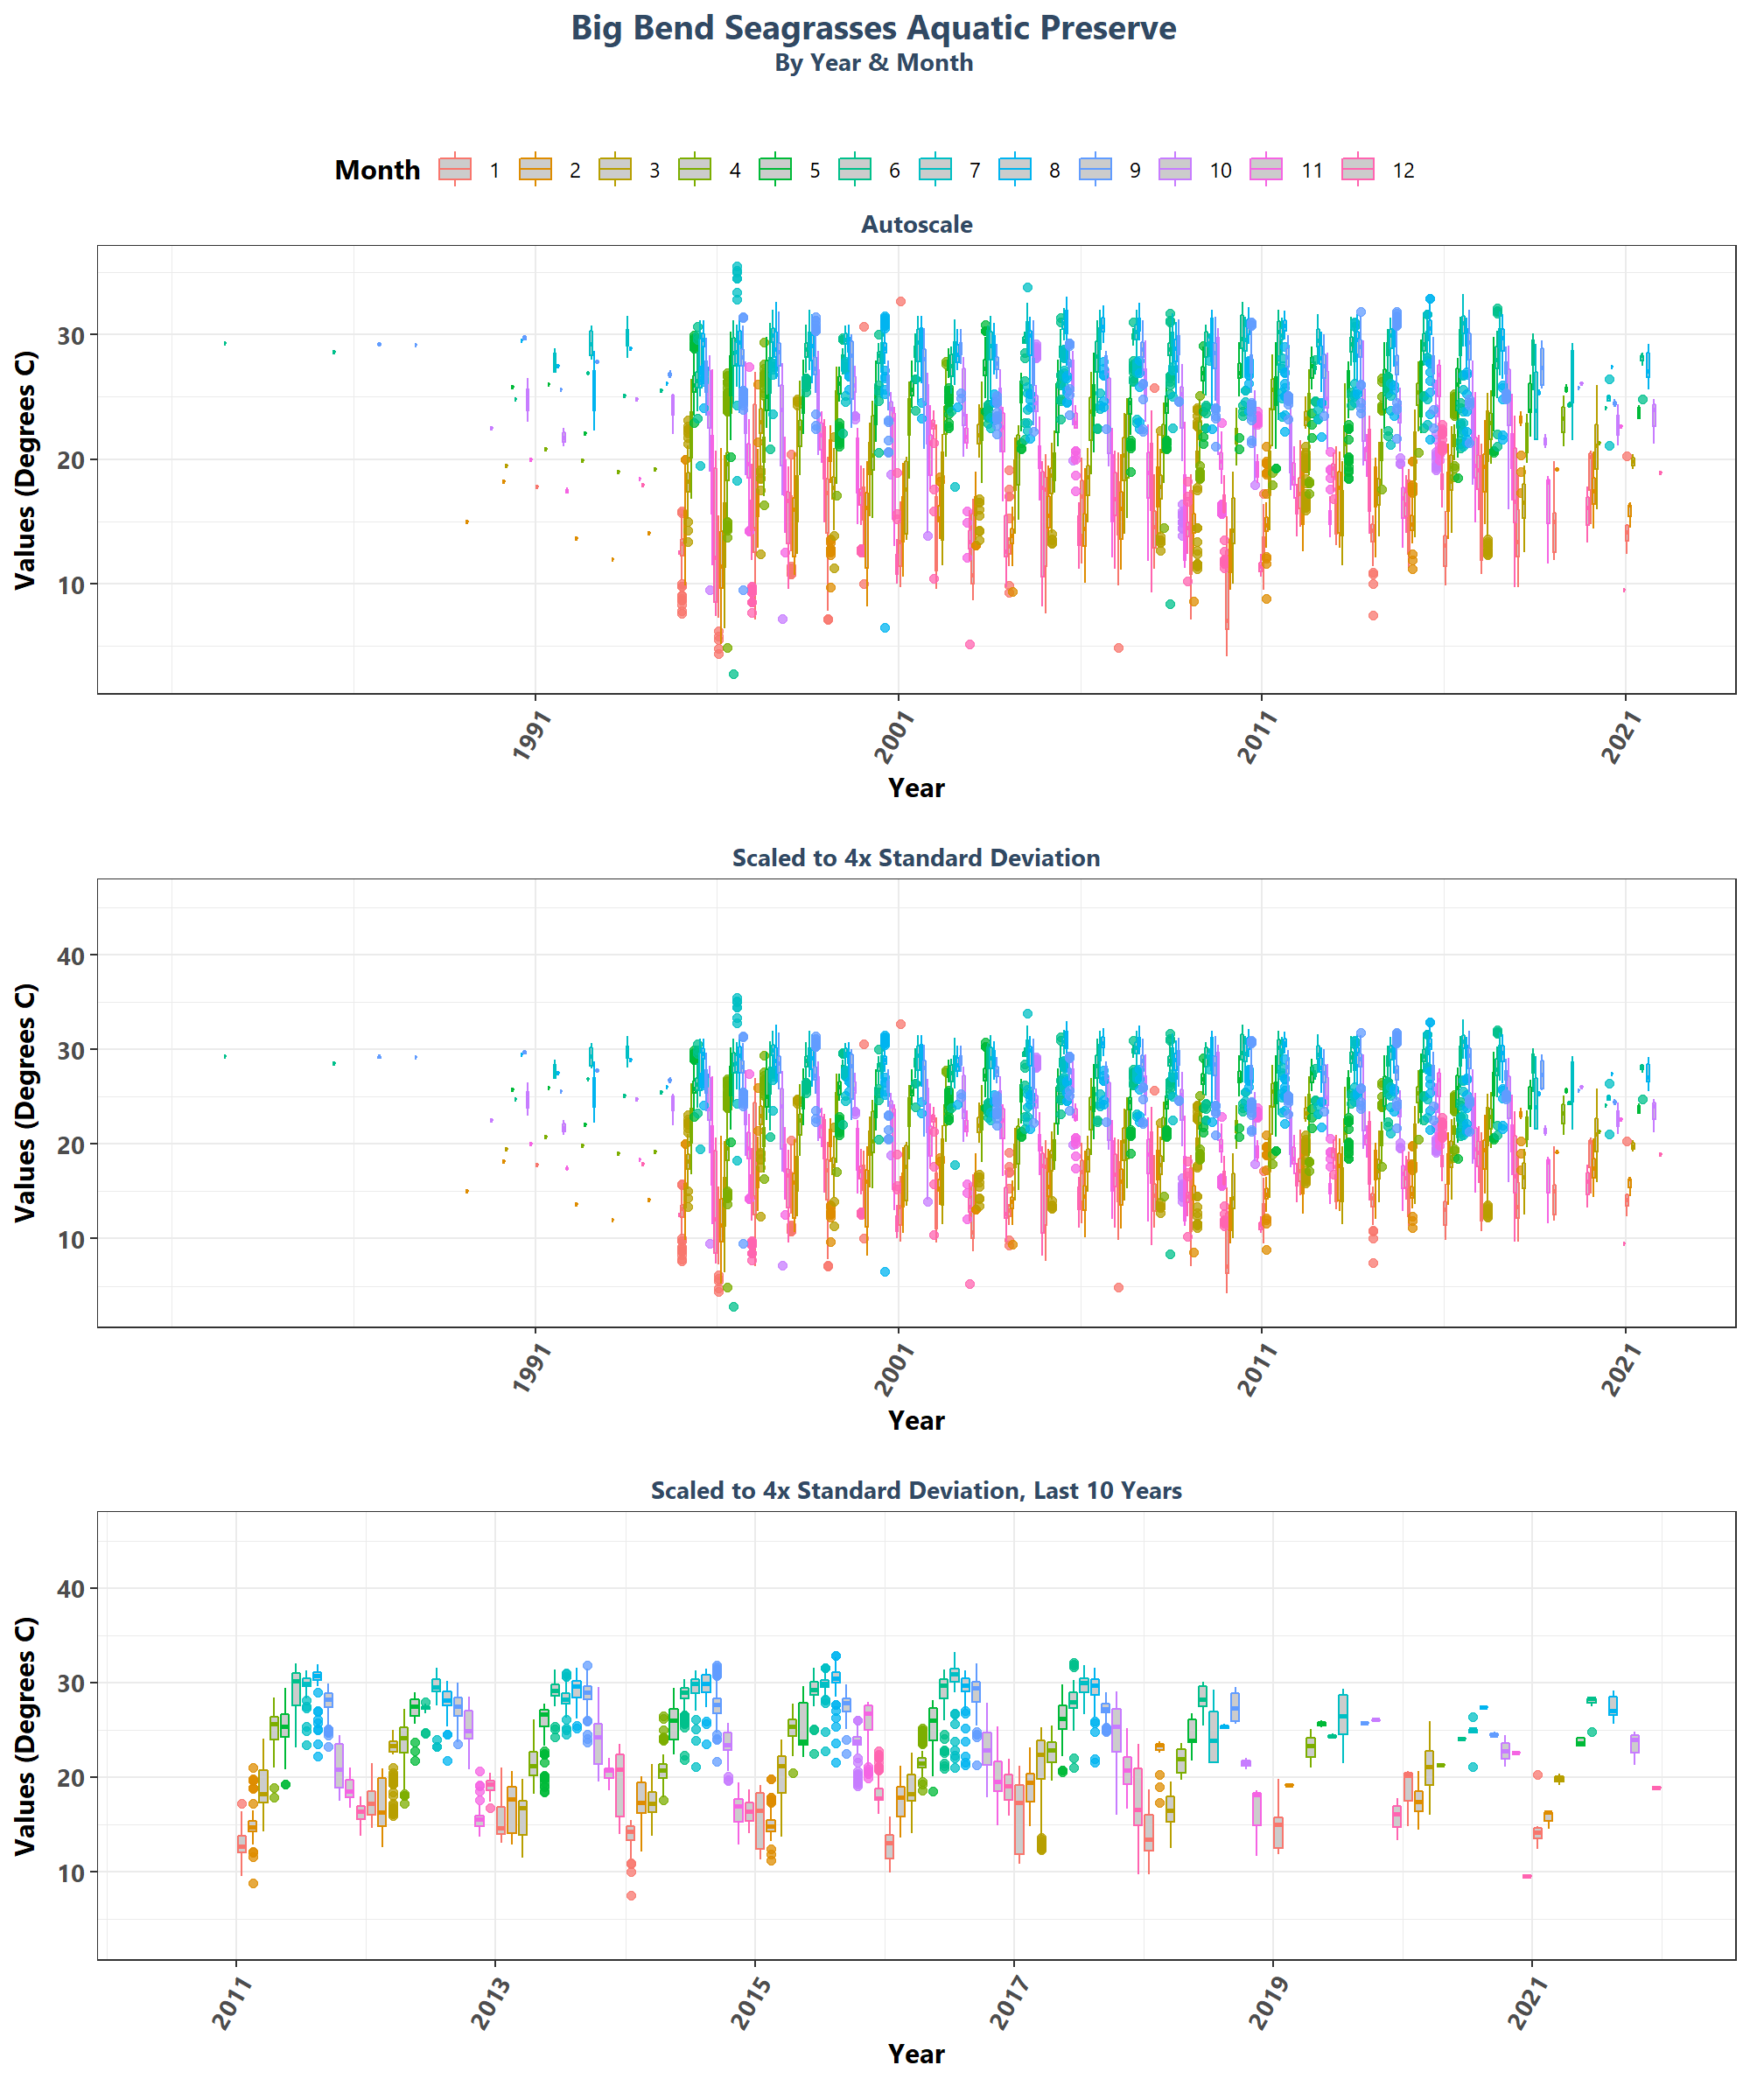 Big Bend Seagrasses Aquatic Preserve
By Year & Month
Month 1 2 3 4 5 6 7 8 9 10 11 12
Autoscale
Values (Degrees C)
30
20
10
1991 2001 2011 2021
Year
Scaled to 4x Standard Deviation
Values (Degrees C)
40
30
20
10
1991 2001 2011 2021
Year
Scaled to 4x Standard Deviation, Last 10 Years
Values (Degrees C)
40
30
20
10
2011 2013 2015 2017 2019 2021
Year